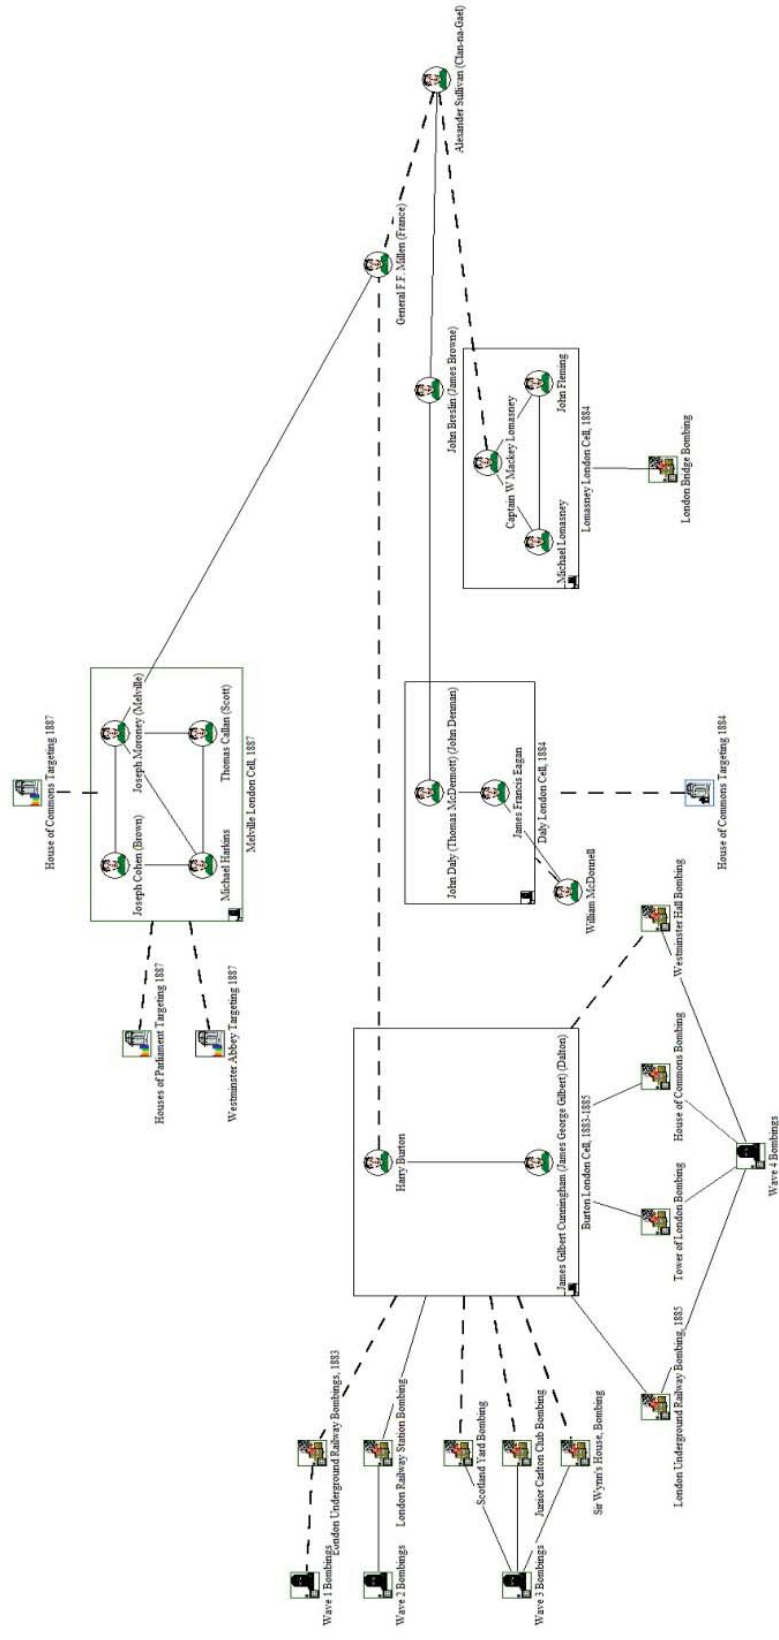 Alexander Sullivan (Clan-na-Gael)
General F.F. Millen (France)
John Breslin (James Browne)
Captain W Mackey Lomasney
John Fleming
Michael Lomasney
Lomasney London Cell, 1884
London Bridge Bombing
House of Commons Targeting 1887
Joseph Moroney (Melville)
Thomas Callan (Scott)
Joseph Cohen (Brown)
Michael Harkins
Melville London Cell, 1887
Houses of Parliament Targeting 1887
Westminster Abbey Targeting 1887
John Daly (Thomas McDermott) (John Denman)
James Francis Eagan
Daly London Cell, 1884
William McDonnell
House of Commons Targeting 1884
Harry Burton
James Gilbert Cunningham (James George Gilbert) (Dalton)
Burton London Cell, 1883-1885
Westminster Hall Bombing
House of Commons Bombing
Tower of London Bombing
London Underground Railway Bombing, 1885
Wave 4 Bombings
London Underground Railway Bombings, 1883
London Railway Station Bombing
Scotland Yard Bombing
Junior Carlton Club Bombing
Sir Wynn's House, Bombing
Wave 1 Bombings
Wave 2 Bombings
Wave 3 Bombings